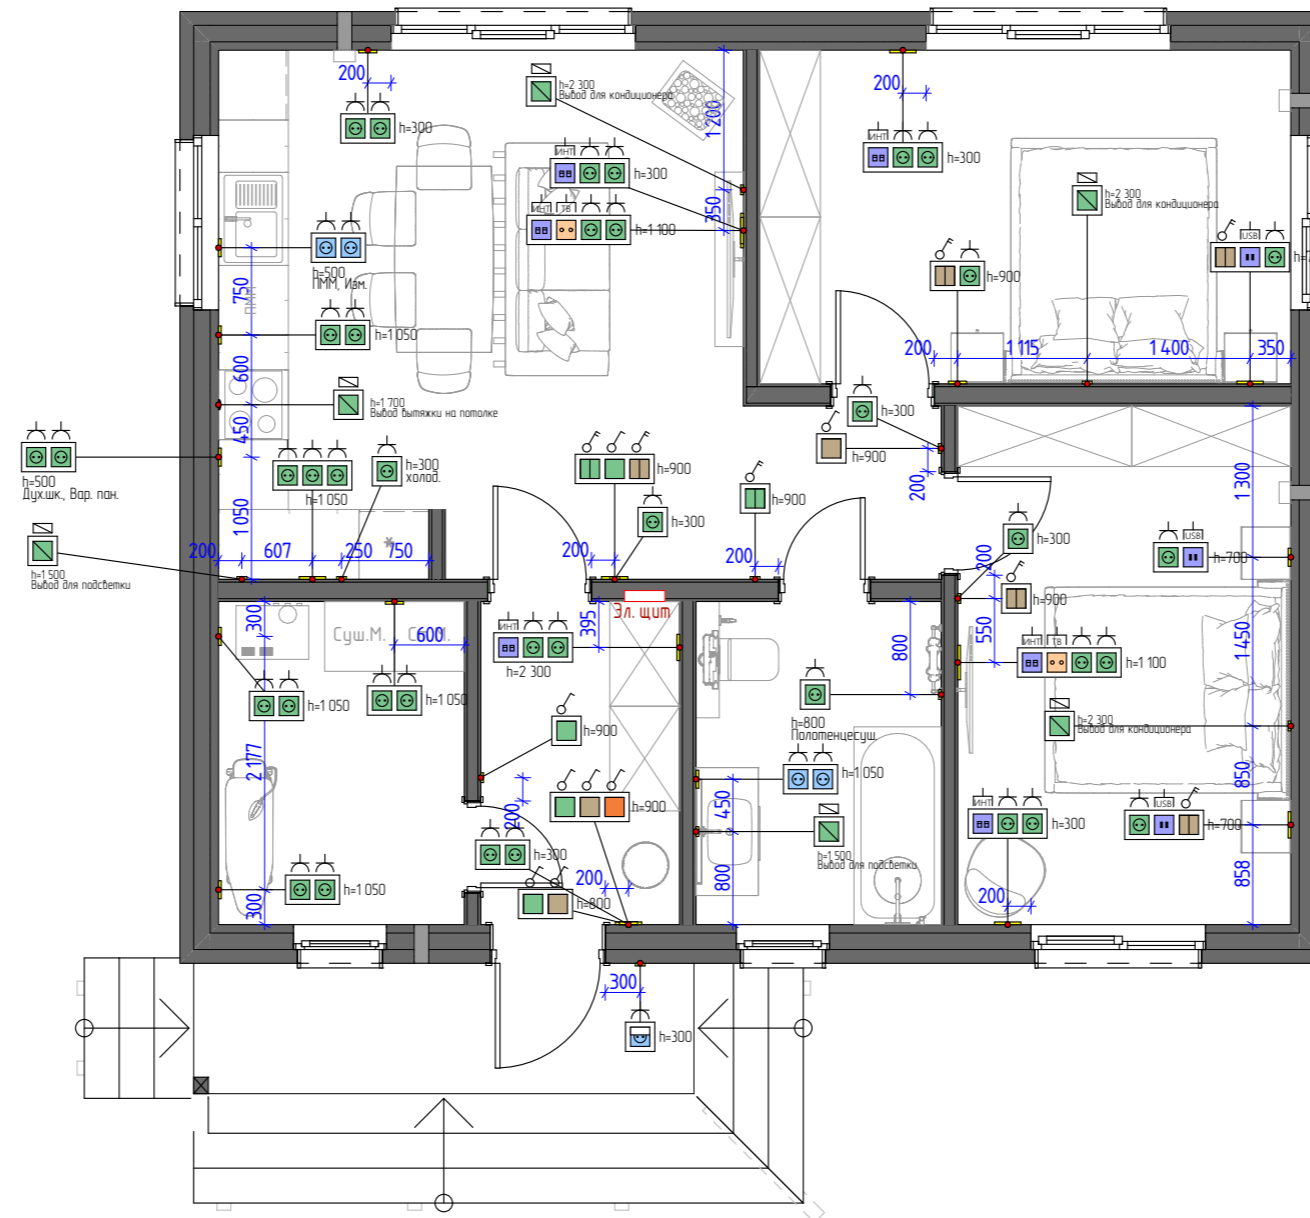 200
h=300
h=2 300
Вывод для кондиционера
1 200
ИНТ
h=300
ИНТ ТВ
h=1 100
350
200
ИНТ
h=300
h=2 300
Вывод для кондиционера
USB
h=900
200
1 115
1 400
350
h=500
ПММ, Изм.
750
ПММ
h=1 050
600
h=1 700
Вывод вытяжки на потолке
450
h=500
Дух.шк., Вар. пан.
h=1 050
h=300
холод.
1 050
h=1 500
Вывод для подсветки
200
607
250
750
h=900
h=300
200
h=900
200
h=300
h=900
200
1 300
h=300
200
USB
h=700
h=900
550
ИНТ ТВ
h=1 100
1 450
h=2 300
Вывод для кондиционера
850
ИНТ
h=300
USB
h=700
200
858
300
Суш.М.
600
h=1 050
h=1 050
2 177
h=1 050
300
Эл. щит
395
ИНТ
h=2 300
h=900
200
h=900
h=300
200
h=800
800
h=800
Полотенцесуш.
h=1 050
450
h=1 500
Вывод для подсветки
800
300
h=300